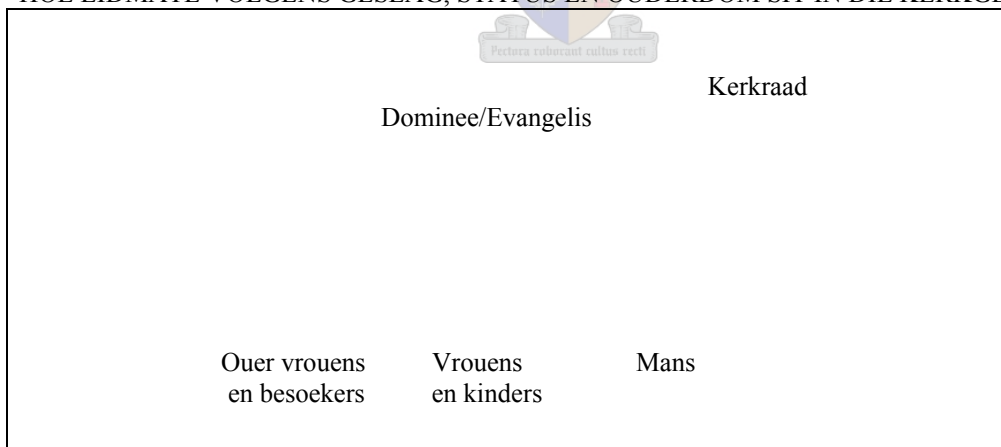 HOE LIDMATE VOLGENS GESLAG, STATUS EN OUDERDOM SIT IN DIE
Pectora roborant cultus recti
Kerkraad
Dominee/Evangelis
Ouer vrouens Vrouens Mans
en besoekers en kinders